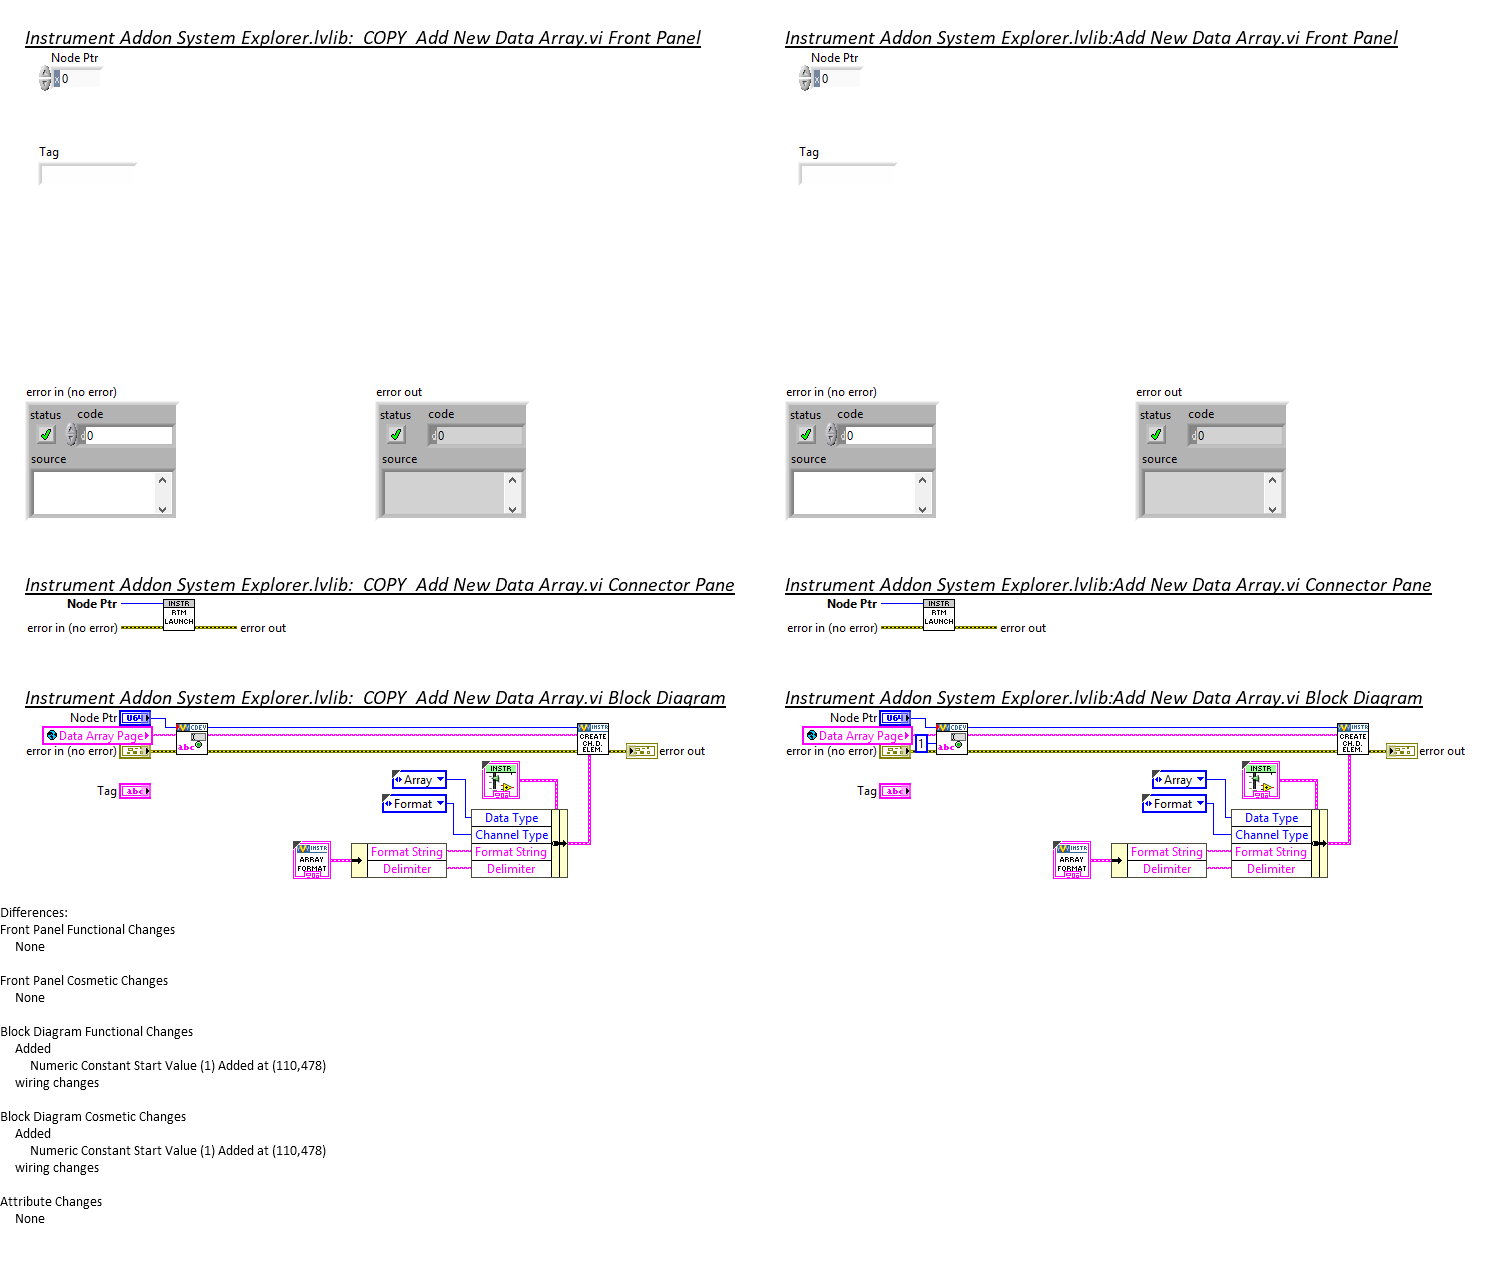 Instrument Addon System Explorer.lvlib:  COPY  Add New Data Array.vi Front Panel
Node Ptr
x 0
Tag
error in (no error)
error out
status code
d 0
source
status code
d 0
source
Instrument Addon System Explorer.lvlib:  COPY  Add New Data Array.vi Connector Pane
Node Ptr
INSTR
RTM
LAUNCH
error in (no error)
error out
Instrument Addon System Explorer.lvlib:  COPY  Add New Data Array.vi Block Diagram
Node Ptr U64
CDEV
Data Array Page
abc
error in (no error)
INSTR
CREATE
CH. D.
ELEM.
error out
Tag abc
INSTR
Array
Format
Data Type
Channel Type
INSTR
ARRAY
FORMAT
Format String
Format String
Delimiter
Delimiter
Instrument Addon System Explorer.lvlib:Add New Data Array.vi Front Panel
Node Ptr
x 0
Tag
error in (no error)
error out
status code
d 0
source
status code
d 0
source
Instrument Addon System Explorer.lvlib:Add New Data Array.vi Connector Pane
Node Ptr
INSTR
RTM
LAUNCH
error in (no error)
error out
Instrument Addon System Explorer.lvlib:Add New Data Array.vi Block Diagram
Node Ptr U64
CDEV
Data Array Page
1
abc
error in (no error)
INSTR
CREATE
CH. D.
ELEM.
error out
Tag abc
INSTR
Array
Format
Data Type
Channel Type
INSTR
ARRAY
FORMAT
Format String
Format String
Delimiter
Delimiter
Differences:
Front Panel Functional Changes
None
Front Panel Cosmetic Changes
None
Block Diagram Functional Changes
Added
Numeric Constant Start Value (1) Added at (110,478)
wiring changes
Block Diagram Cosmetic Changes
Added
Numeric Constant Start Value (1) Added at (110,478)
wiring changes
Attribute Changes
None